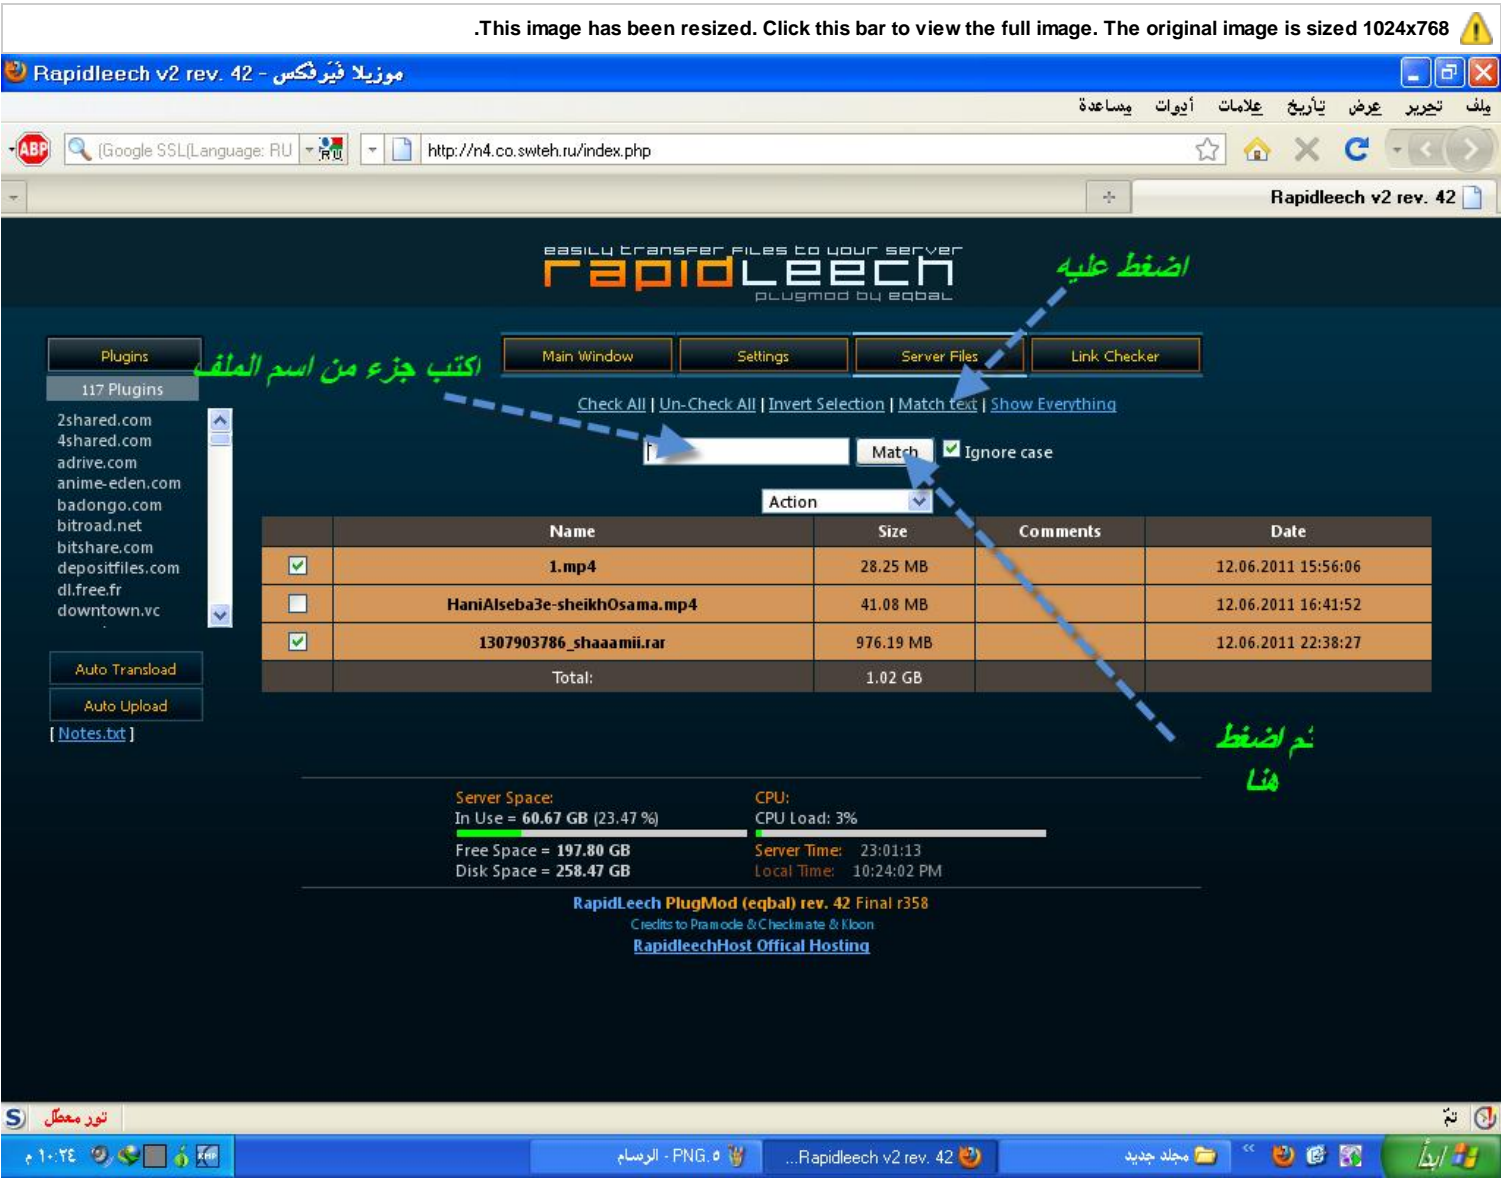 .This image has been resized. Click this bar to view the full image. The original image is sized 1024x768
Rapidleech v2 rev. 42 - موزيلا فَيَرفُكس
ملف تحرير عرض تأريخ علامات أدوات مساعدة
ABP
(Google SSL(Language: RU
RU
http://n4.co.swteh.ru/index.php
Rapidleech v2 rev. 42
easily transfer files to your server
rapidleech
plugmod by eqbal
اضغط عليه
Plugins
Main Window
Settings
Server Files
Link Checker
اكتب جزء من اسم الملف
117 Plugins
Check All | Un-Check All | Invert Selection | Match text | Show Everything
2shared.com
4shared.com
adrive.com
anime-eden.com
badongo.com
bitroad.net
bitshare.com
depositfiles.com
dl.free.fr
downtown.vc
Match
Ignore case
Action
Name Size Comments Date
1.mp4 28.25 MB 12.06.2011 15:56:06
HaniAlseba3e-sheikhOsama.mp4 41.08 MB 12.06.2011 16:41:52
1307903786_shaaamii.rar 976.19 MB 12.06.2011 22:38:27
Total: 1.02 GB
Auto Transload
Auto Upload
[ Notes.txt ]
ثم اضغط
هنا
Server Space:
In Use = 60.67 GB (23.47 %)
Free Space = 197.80 GB
Disk Space = 258.47 GB
CPU:
CPU Load: 3%
Server Time: 23:01:13
Local Time: 10:24:02 PM
RapidLeech PlugMod (eqbal) rev. 42 Final r358
Credits to Pramode & Checkmate & Kloon
RapidleechHost Offical Hosting
تور معطّل
تمّ
ابدأ
مجلد جديد
Rapidleech v2 rev. 42...
٥.PNG - الرسام
١٠:٢٤ م